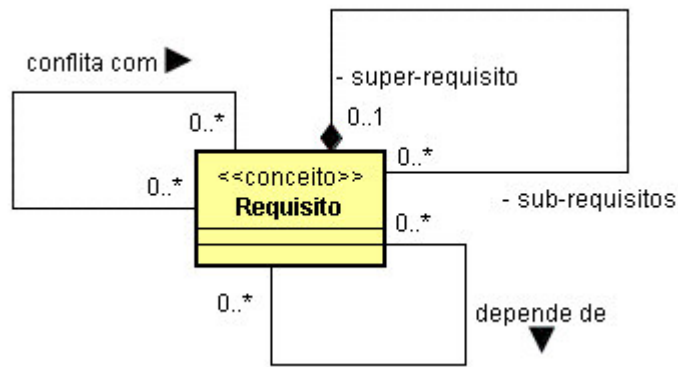 conflita com
- super-requisito
0..1
0..*
0..*
0..*
<<conceito>>
Requisito
- sub-requisitos
0..*
0..*
depende de